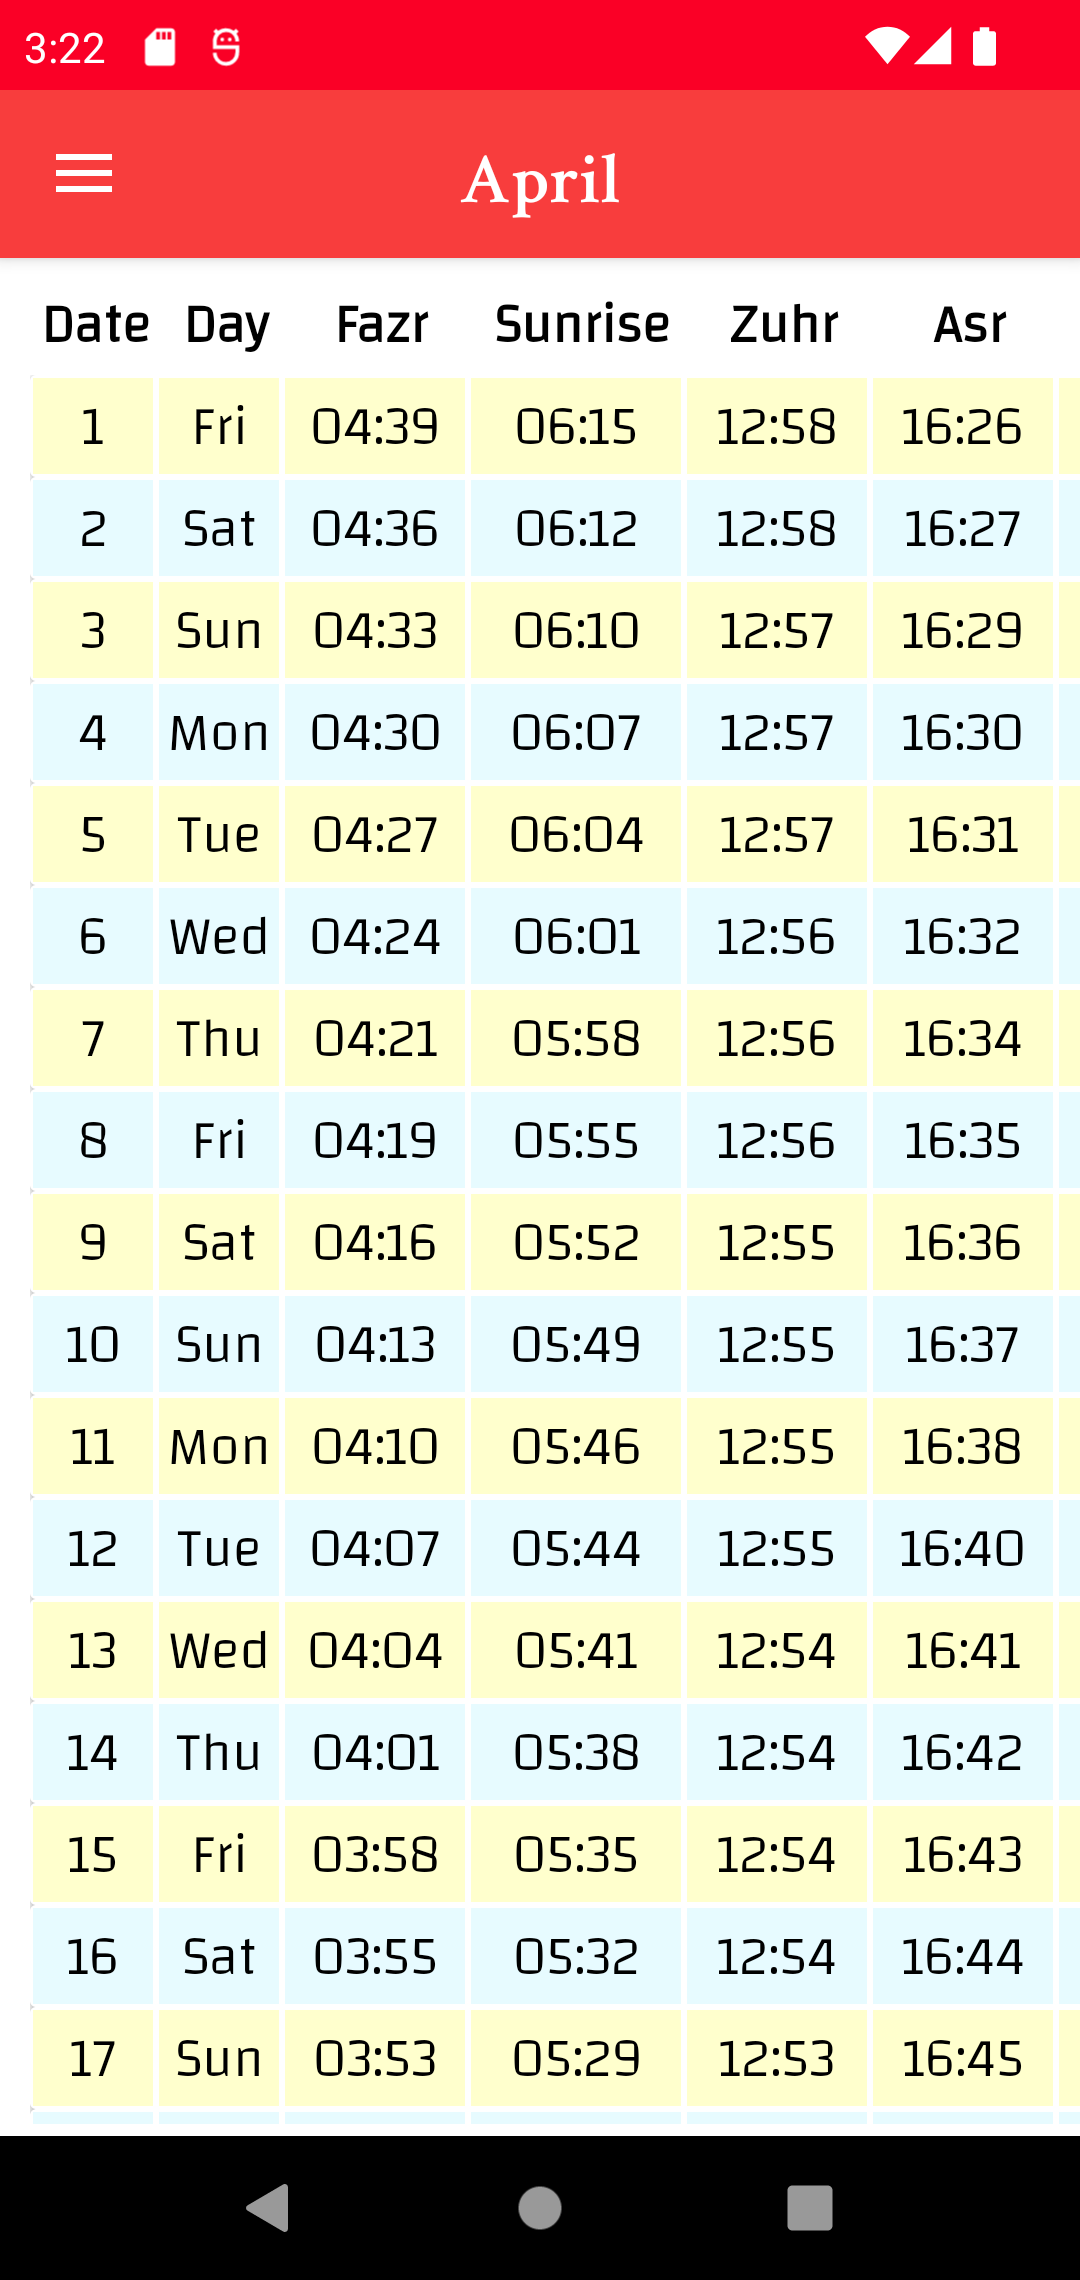 3:22
April
Date Day Fazr Sunrise Zuhr Asr
1 Fri 04:39 06:15 12:58 16:26
2 Sat 04:36 06:12 12:58 16:27
3 Sun 04:33 06:10 12:57 16:29
4 Mon 04:30 06:07 12:57 16:30
5 Tue 04:27 06:04 12:57 16:31
6 Wed 04:24 06:01 12:56 16:32
7 Thu 04:21 05:58 12:56 16:34
8 Fri 04:19 05:55 12:56 16:35
9 Sat 04:16 05:52 12:55 16:36
10 Sun 04:13 05:49 12:55 16:37
11 Mon 04:10 05:46 12:55 16:38
12 Tue 04:07 05:44 12:55 16:40
13 Wed 04:04 05:41 12:54 16:41
14 Thu 04:01 05:38 12:54 16:42
15 Fri 03:58 05:35 12:54 16:43
16 Sat 03:55 05:32 12:54 16:44
17 Sun 03:53 05:29 12:53 16:45